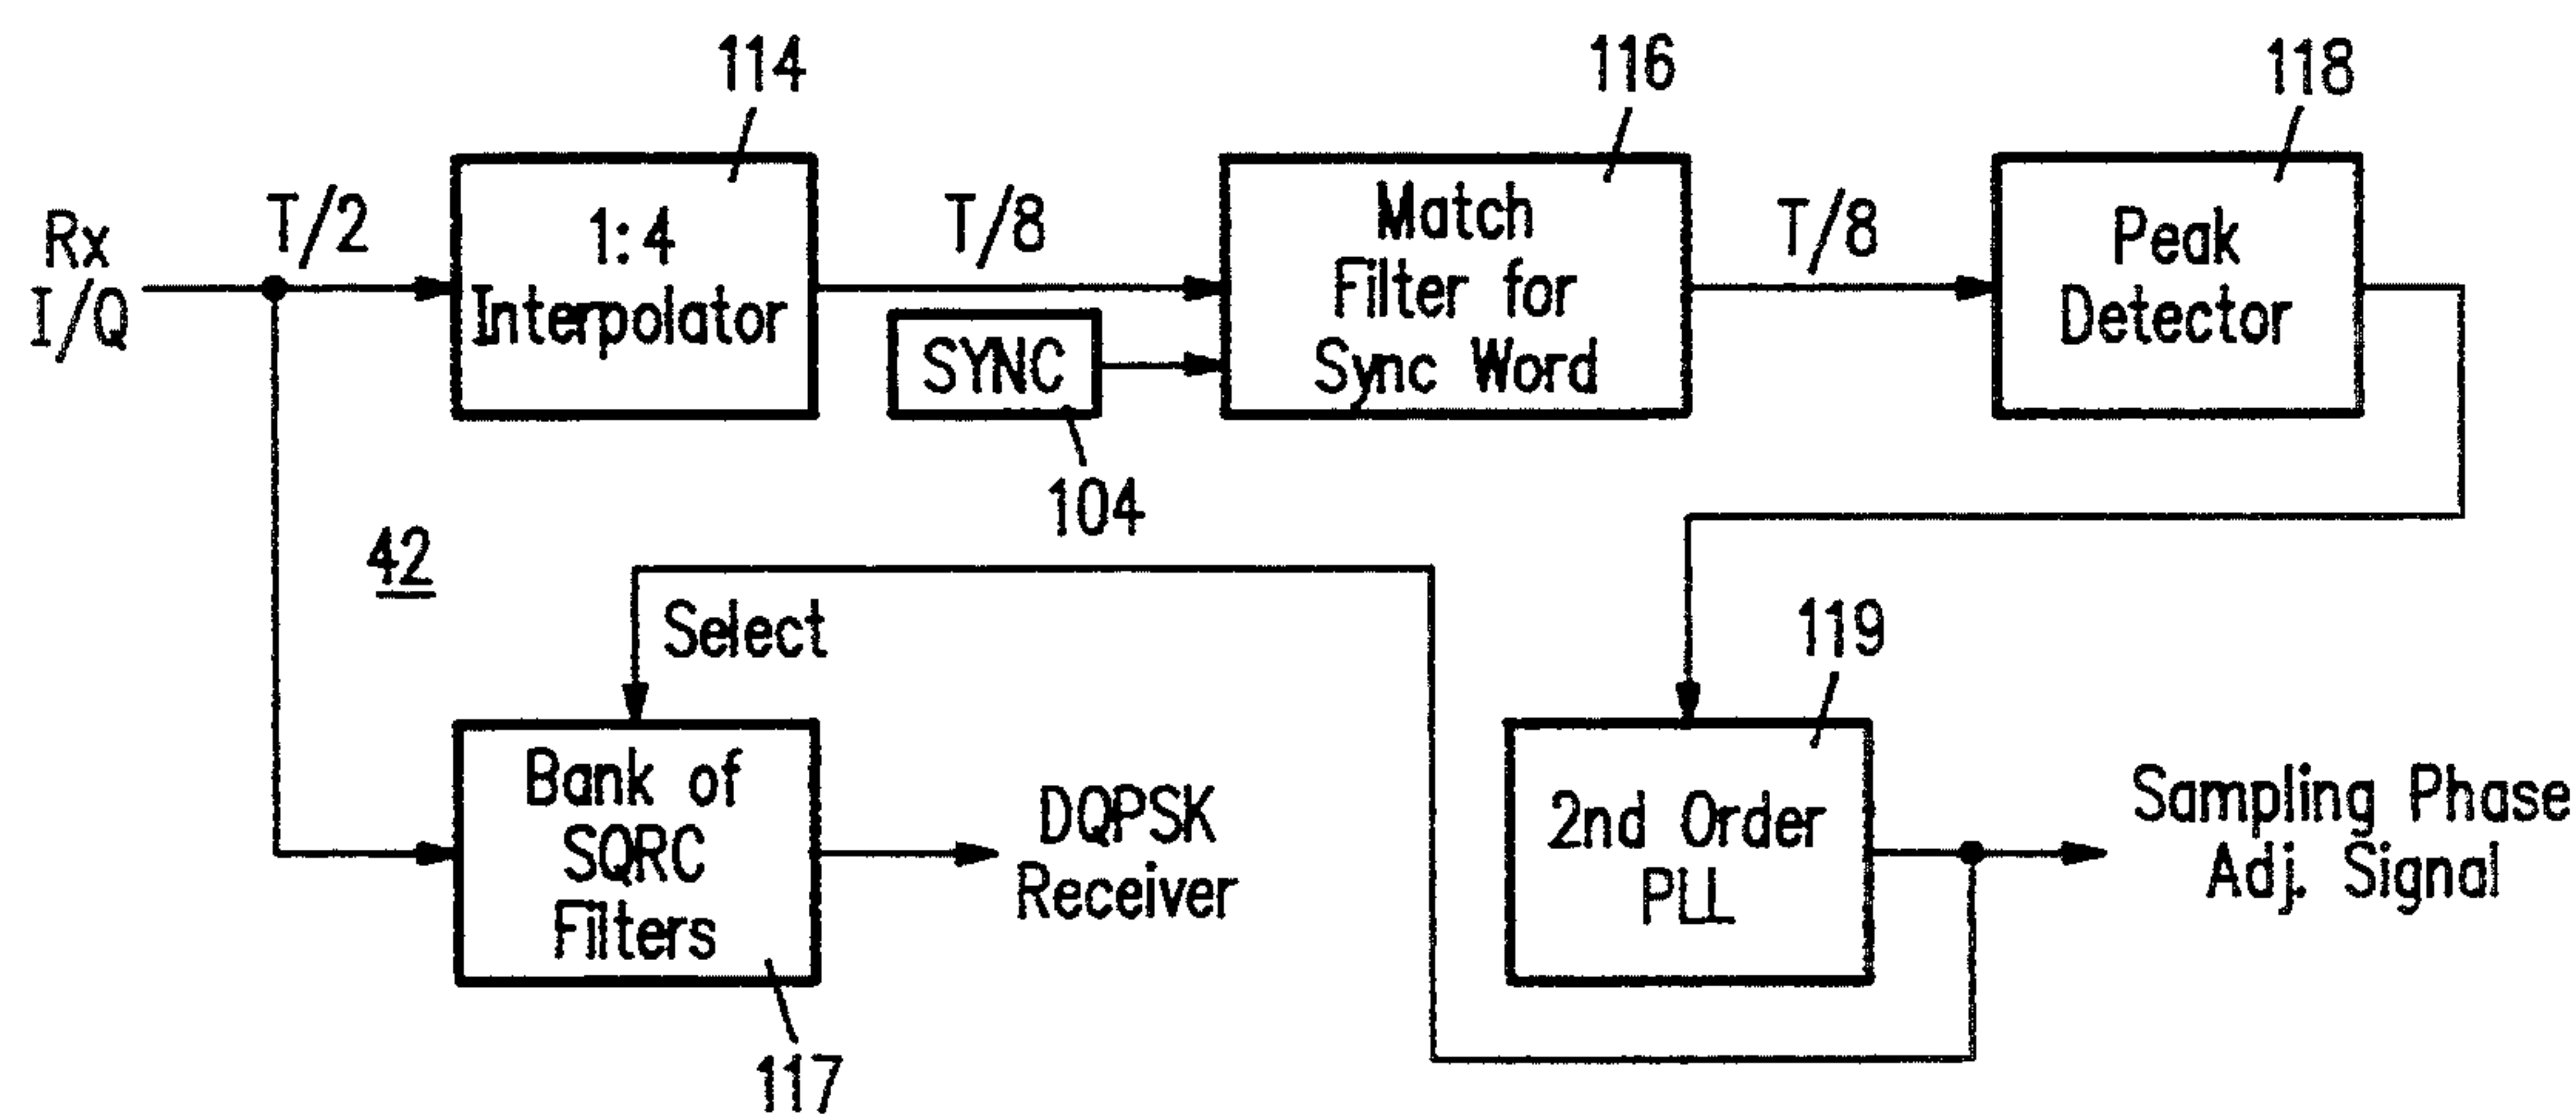 114
116
118
Rx
I/Q
T/2
1:4
Interpolator
T/8
SYNC
104
Match
Filter for
Sync Word
T/8
Peak
Detector
42
Select
119
Bank of
SQRC
Filters
117
DQPSK
Receiver
2nd Order
PLL
Sampling Phase
Adj. Signal